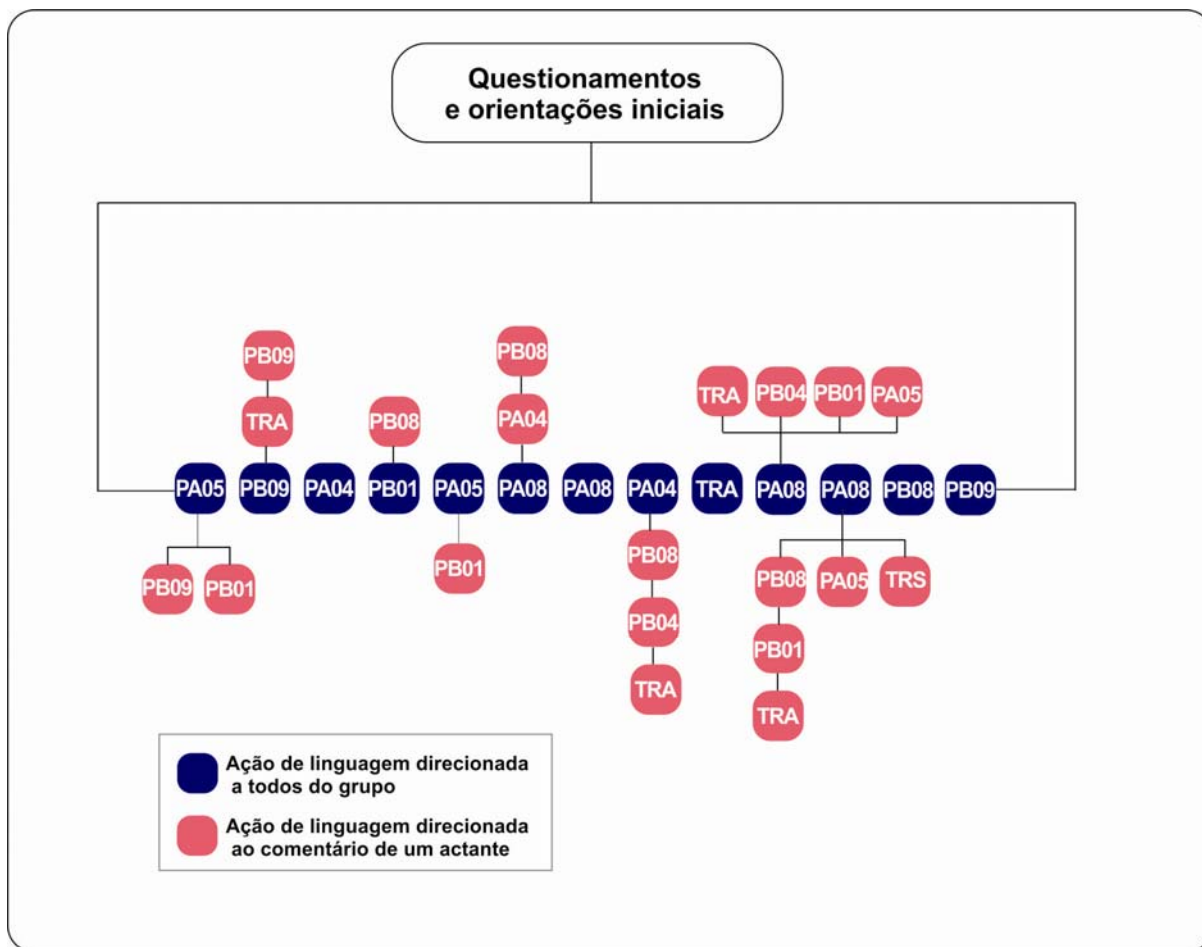 Questionamentos
e orientações iniciais
PB09
PB08
TRA
PB04
PB01
PA05
TRA
PB08
PA04
PA05
PB09
PA04
PB01
PA05
PA08
PA08
PA04
TRA
PA08
PA08
PB08
PB09
PB09
PB01
PB01
PB08
PB08
PA05
TRS
PB04
PB01
TRA
TRA
Ação de linguagem direcionada
a todos do grupo
Ação de linguagem direcionada
ao comentário de um actante